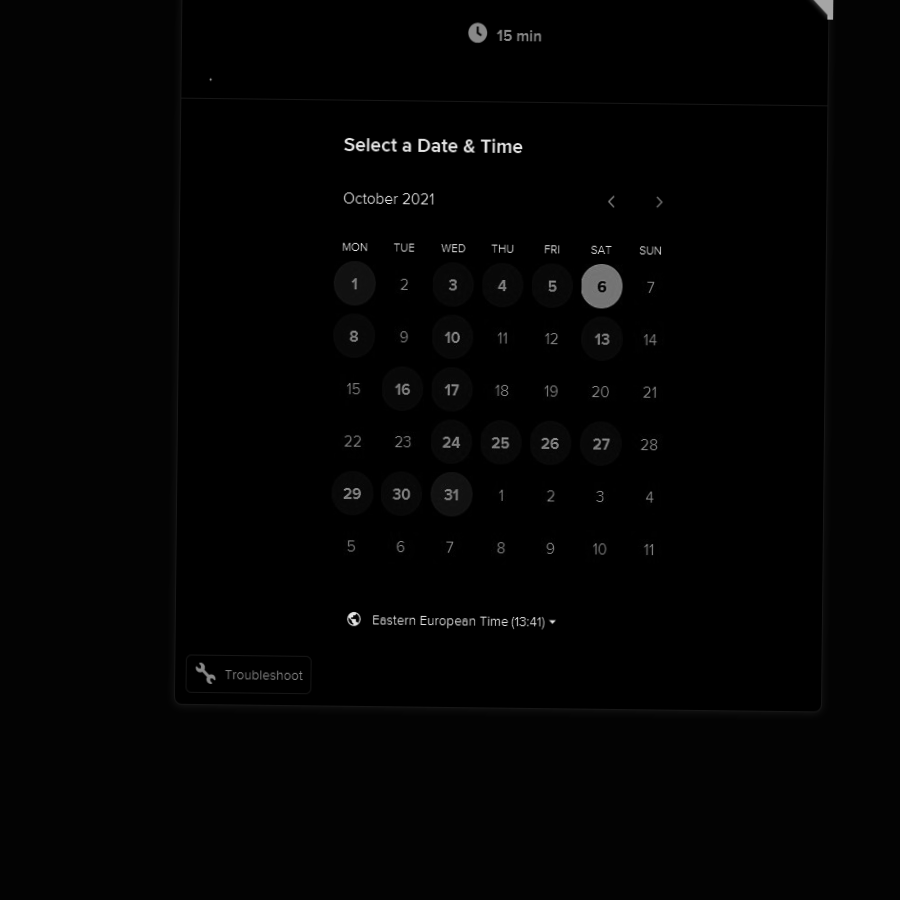 15 min
.
Select a Date & Time
October 2021
MON TUE WED THU FRI SAT SUN
1 2 3 4 5 6 7
8 9 10 11 12 13 14
15 16 17 18 19 20 21
22 23 24 25 26 27 28
29 30 31 1 2 3 4
5 6 7 8 9 10 11
Eastern European Time (13:41)
Troubleshoot